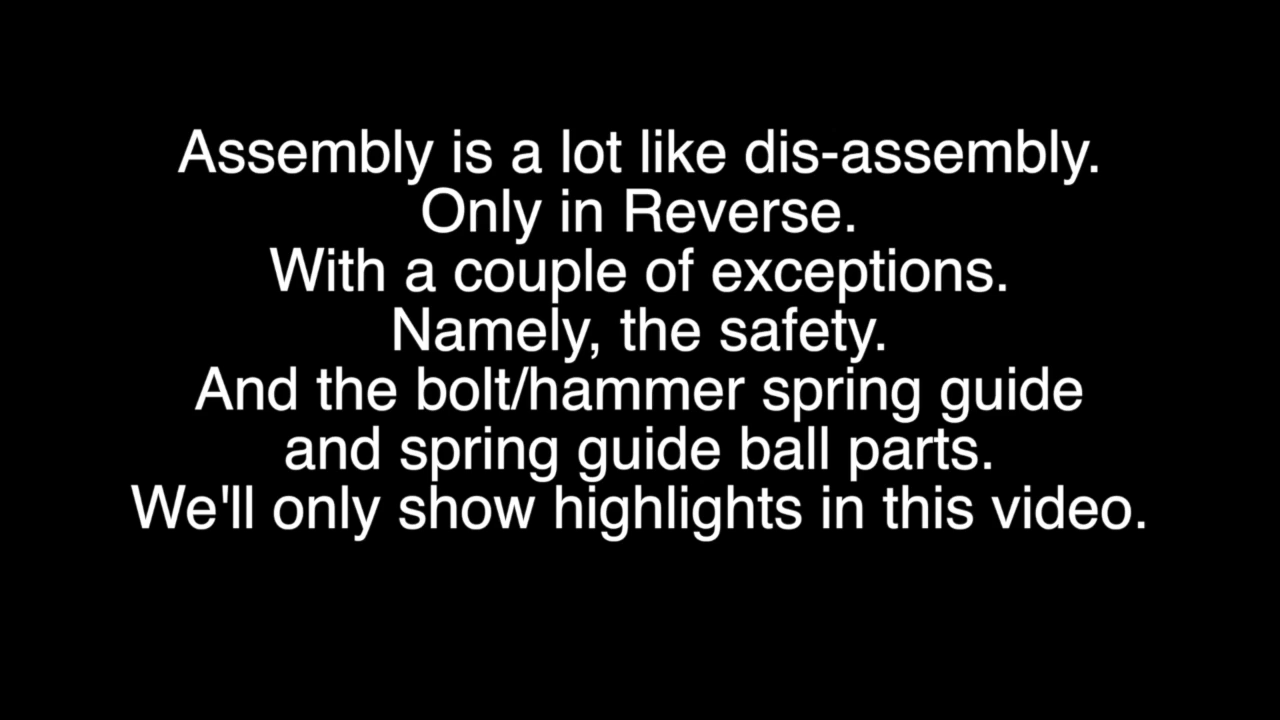 Assembly is a lot like dis-assembly.
Only in Reverse.
With a couple of exceptions.
Namely, the safety.
And the bolt/hammer spring guide
and spring guide ball parts.
We'll only show highlights in this video.